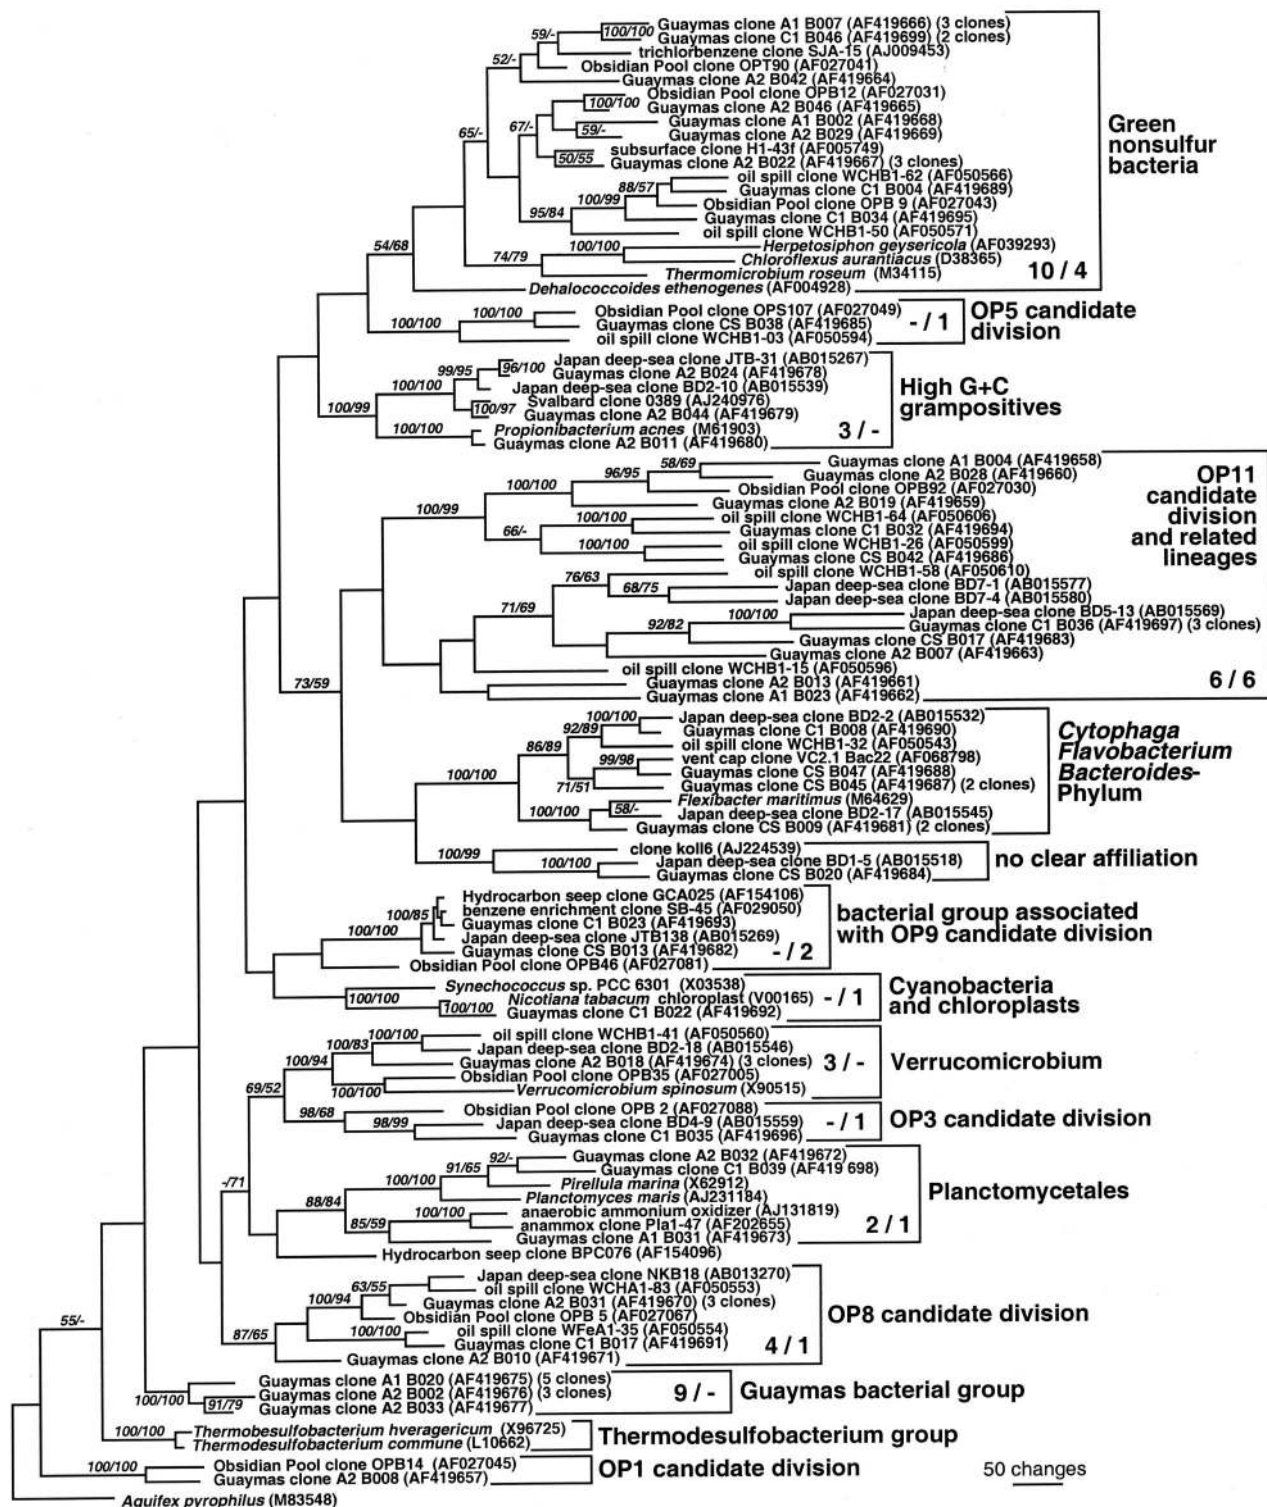 Guaymas clone A1 B007 (AF419666) (3 clones)
100/100
59/-
Guaymas clone C1 B046 (AF419699) (2 clones)
trichlorbenzene clone SJA-15 (AJ009453)
52/-
Obsidian Pool clone OPT90 (AF027041)
Guaymas clone A2 B042 (AF419664)
Obsidian Pool clone OPB12 (AF027031)
100/100
Guaymas clone A2 B046 (AF419665)
65/-
67/-
Guaymas clone A1 B002 (AF419668)
59/-
Guaymas clone A2 B029 (AF419669)
subsurface clone H1-43f (AF005749)
50/55
Guaymas clone A2 B022 (AF419667) (3 clones)
oil spill clone WCHB1-62 (AF050566)
88/57
Guaymas clone C1 B004 (AF419689)
100/99
Obsidian Pool clone OPB 9 (AF027043)
95/84
Guaymas clone C1 B034 (AF419695)
oil spill clone WCHB1-50 (AF050571)
54/68
100/100
Herpetosiphon geysericola (AF039293)
74/79
Chloroflexus aurantiacus (D38365)
Thermomicrobium roseum (M34115)
Dehalococcoides ethenogenes (AF004928)
Green
nonsulfur
bacteria
10 / 4
100/100
Obsidian Pool clone OPS107 (AF027049)
100/100
Guaymas clone CS B038 (AF419685)
oil spill clone WCHB1-03 (AF050594)
- / 1
OP5 candidate
division
Japan deep-sea clone JTB-31 (AB015267)
99/95
96/100
Guaymas clone A2 B024 (AF419678)
100/100
Japan deep-sea clone BD2-10 (AB015539)
Svalbard clone 0389 (AJ240976)
100/99
100/97
Guaymas clone A2 B044 (AF419679)
100/100
Propionibacterium acnes (M61903)
Guaymas clone A2 B011 (AF419680)
High G+C
grampositives
3 / -
58/69
Guaymas clone A1 B004 (AF419658)
96/95
Guaymas clone A2 B028 (AF419660)
100/100
Obsidian Pool clone OPB92 (AF027030)
100/99
Guaymas clone A2 B019 (AF419659)
100/100
oil spill clone WCHB1-64 (AF050606)
66/-
Guaymas clone C1 B032 (AF419694)
100/100
oil spill clone WCHB1-26 (AF050599)
Guaymas clone CS B042 (AF419686)
76/63
oil spill clone WCHB1-58 (AF050610)
68/75
Japan deep-sea clone BD7-1 (AB015577)
Japan deep-sea clone BD7-4 (AB015580)
71/69
100/100
Japan deep-sea clone BD5-13 (AB015569)
92/82
Guaymas clone C1 B036 (AF419697) (3 clones)
Guaymas clone CS B017 (AF419683)
Guaymas clone A2 B007 (AF419663)
oil spill clone WCHB1-15 (AF050596)
73/59
Guaymas clone A2 B013 (AF419661)
Guaymas clone A1 B023 (AF419662)
OP11
candidate
division
and related
lineages
6 / 6
100/100
Japan deep-sea clone BD2-2 (AB015532)
92/89
Guaymas clone C1 B008 (AF419690)
86/89
oil spill clone WCHB1-32 (AF050543)
99/98
vent cap clone VC2.1 Bac22 (AF068798)
100/100
Guaymas clone CS B047 (AF419688)
71/51
Guaymas clone CS B045 (AF419687) (2 clones)
Flexibacter maritimus (M64629)
100/100
58/-
Japan deep-sea clone BD2-17 (AB015545)
Guaymas clone CS B009 (AF419681) (2 clones)
Cytophaga
Flavobacterium
Bacteroides-
Phylum
100/99
clone koll6 (AJ224539)
100/100
Japan deep-sea clone BD1-5 (AB015518)
Guaymas clone CS B020 (AF419684)
no clear affiliation
Hydrocarbon seep clone GCA025 (AF154106)
100/85
benzene enrichment clone SB-45 (AF029050)
Guaymas clone C1 B023 (AF419693)
100/100
Japan deep-sea clone JTB138 (AB015269)
Guaymas clone CS B013 (AF419682)
Obsidian Pool clone OPB46 (AF027081)
bacterial group associated
with OP9 candidate division
- / 2
Synechococcus sp. PCC 6301 (X03538)
100/100
Nicotiana tabacum chloroplast (V00165)
100/100
Guaymas clone C1 B022 (AF419692)
- / 1
Cyanobacteria
and chloroplasts
100/100
oil spill clone WCHB1-41 (AF050560)
100/83
Japan deep-sea clone BD2-18 (AB015546)
100/94
Guaymas clone A2 B018 (AF419674) (3 clones)
Obsidian Pool clone OPB35 (AF027005)
69/52
100/100
Verrucomicrobium spinosum (X90515)
3 / -
Verrucomicrobium
98/68
Obsidian Pool clone OPB 2 (AF027088)
98/99
Japan deep-sea clone BD4-9 (AB015559)
Guaymas clone C1 B035 (AF419696)
- / 1
OP3 candidate division
92/-
Guaymas clone A2 B032 (AF419672)
91/65
Guaymas clone C1 B039 (AF419 698)
-/71
100/100
Pirellula marina (X62912)
88/84
Planctomyces maris (AJ231184)
100/100
anaerobic ammonium oxidizer (AJ131819)
85/59
anammox clone Pla1-47 (AF202655)
Guaymas clone A1 B031 (AF419673)
Hydrocarbon seep clone BPC076 (AF154096)
Planctomycetales
2 / 1
63/55
Japan deep-sea clone NKB18 (AB013270)
100/94
oil spill clone WCHA1-83 (AF050553)
Guaymas clone A2 B031 (AF419670) (3 clones)
Obsidian Pool clone OPB 5 (AF027067)
87/65
100/100
oil spill clone WFeA1-35 (AF050554)
Guaymas clone C1 B017 (AF419691)
Guaymas clone A2 B010 (AF419671)
OP8 candidate division
4 / 1
55/-
Guaymas clone A1 B020 (AF419675) (5 clones)
100/100
Guaymas clone A2 B002 (AF419676) (3 clones)
91/79
Guaymas clone A2 B033 (AF419677)
9 / -
Guaymas bacterial group
100/100
Thermobesulfobacterium hveragericum (X96725)
Thermodesulfobacterium commune (L10662)
Thermodesulfobacterium group
100/100
Obsidian Pool clone OPB14 (AF027045)
Guaymas clone A2 B008 (AF419657)
OP1 candidate division
Aquifex pyrophilus (M83548)
50 changes